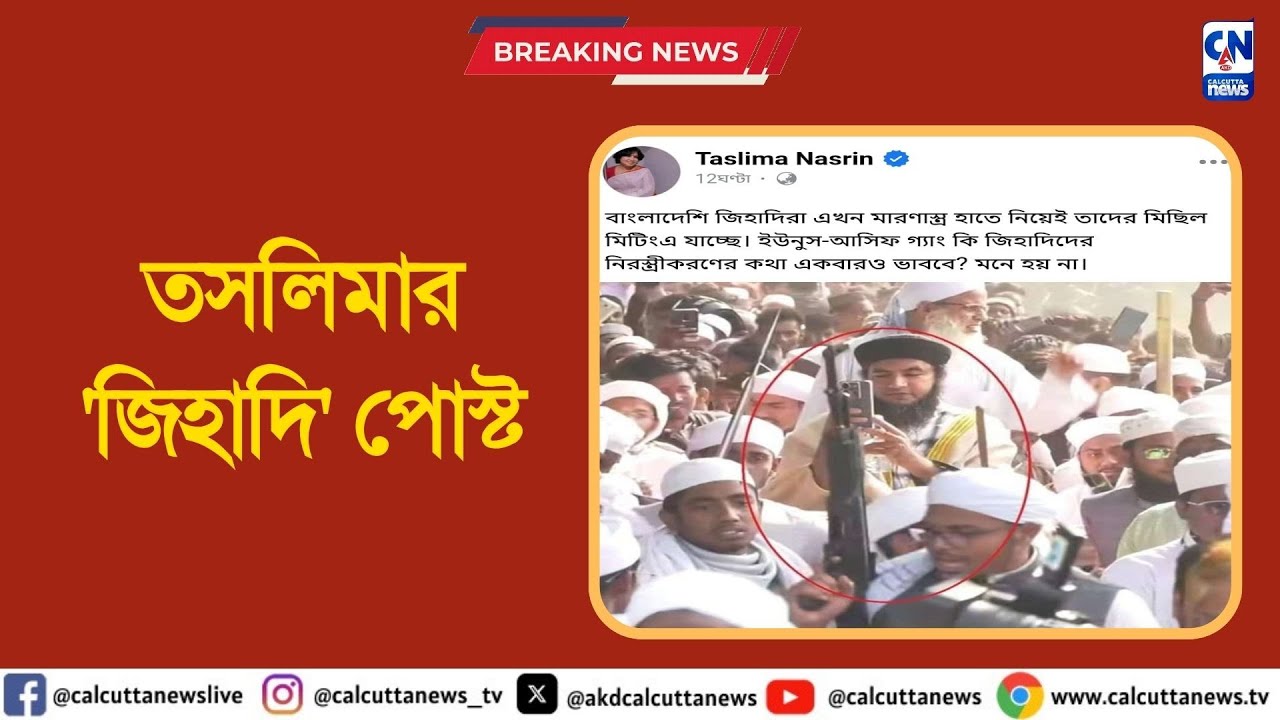 BREAKING NEWS
CN
AKD
CALCUTTA
news
তসলিমার
'জিহাদি' পোস্ট
Taslima Nasrin
12ঘণ্টা ·
বাংলাদেশি জিহাদিরা এখন মারণাস্ত্র হাতে নিয়েই তাদের মিছিল
মিটিংএ যাচ্ছে। ইউনুস-আসিফ গ্যাং কি জিহাদিদের
নিরস্ত্রীকরণের কথা একবারও ভাববে? মনে হয় না।
@calcuttanewslive @calcuttanews_tv @akdcalcuttanews @calcuttanews www.calcuttanews.tv